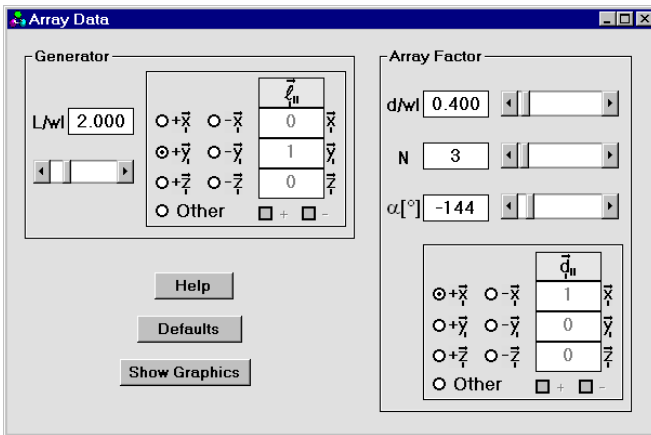 Array Data
Generator
L/wl 2.000
ℓ⃗u
+x⃗ -x⃗ 0 x⃗
+y⃗ -y⃗ 1 y⃗
+z⃗ -z⃗ 0 z⃗
Other + -
Help
Defaults
Show Graphics
Array Factor
d/wl 0.400
N 3
α[°] -144
d⃗u
+x⃗ -x⃗ 1 x⃗
+y⃗ -y⃗ 0 y⃗
+z⃗ -z⃗ 0 z⃗
Other + -